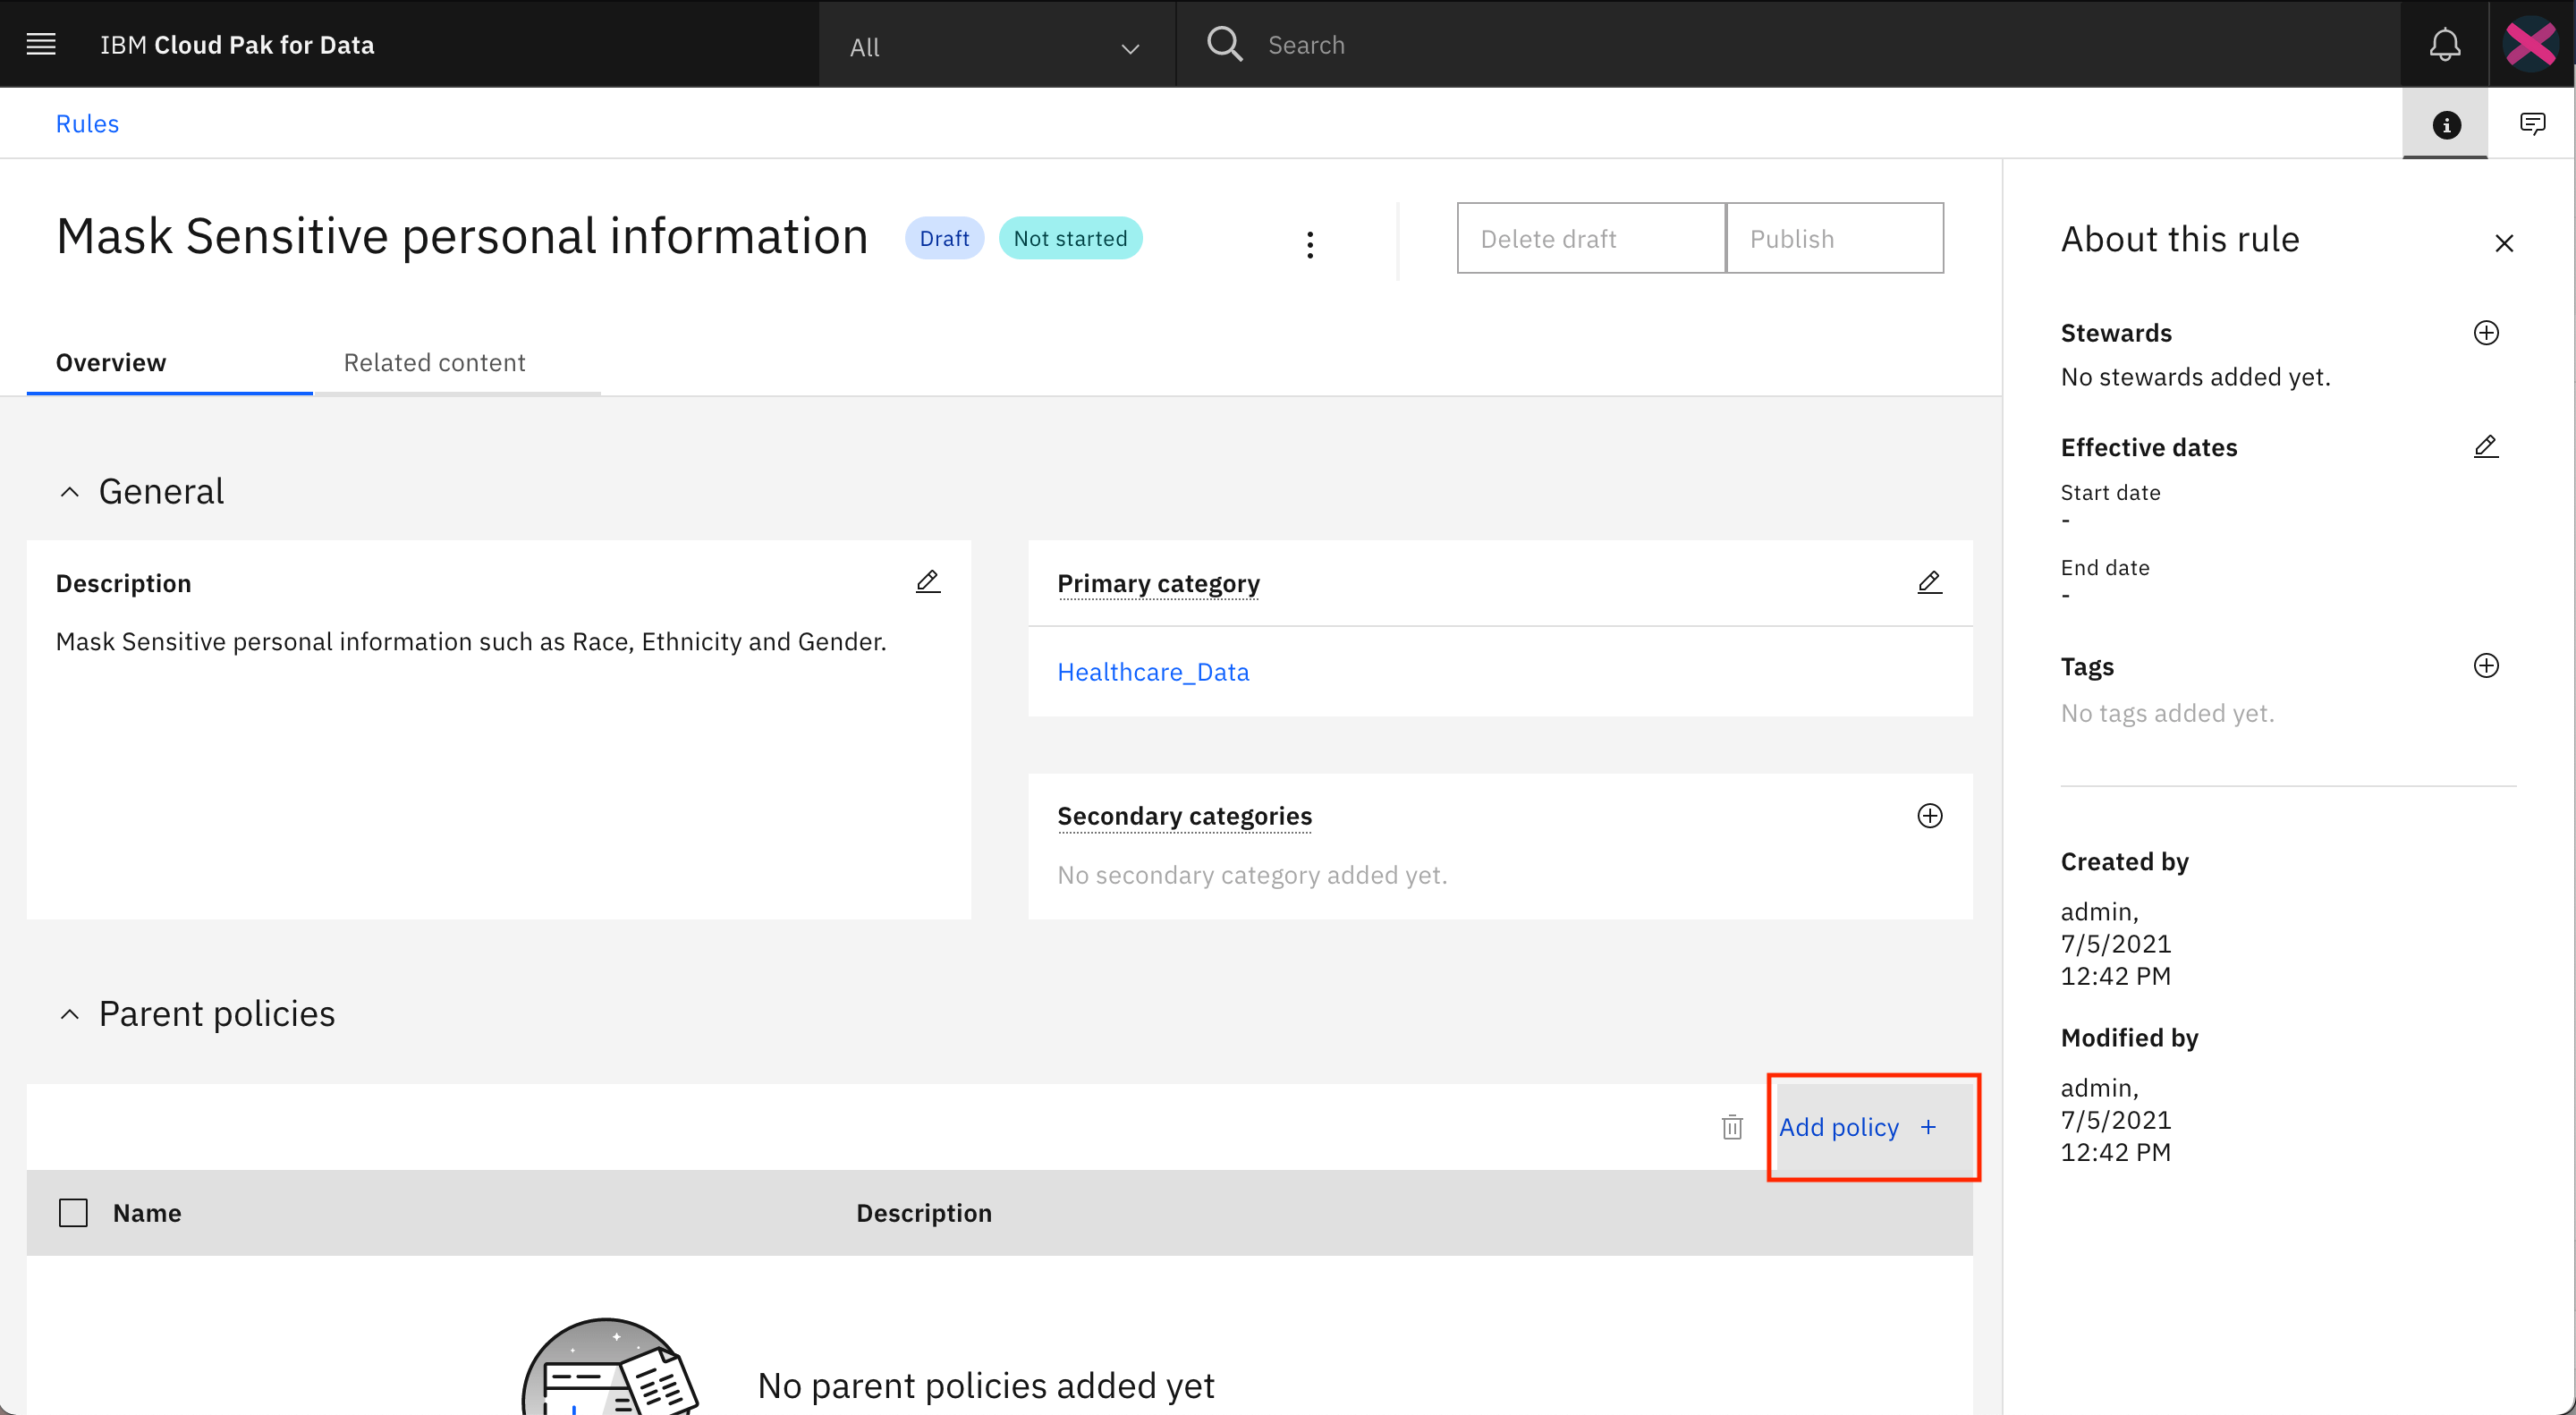 IBM Cloud Pak for Data
All
Search
Rules
Mask Sensitive personal information
Draft
Not started
Delete draft
Publish
Overview
Related content
General
Description
Mask Sensitive personal information such as Race, Ethnicity and Gender.
Primary category
Healthcare_Data
Secondary categories
No secondary category added yet.
Parent policies
Add policy +
Name
Description
No parent policies added yet
About this rule
Stewards
No stewards added yet.
Effective dates
Start date
-
End date
-
Tags
No tags added yet.
Created by
admin,
7/5/2021
12:42 PM
Modified by
admin,
7/5/2021
12:42 PM